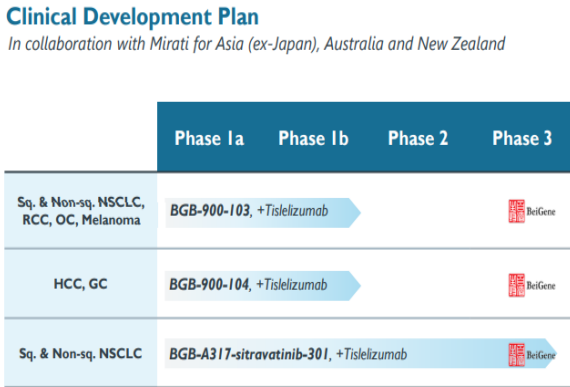 Clinical Development Plan
In collaboration with Mirati for Asia (ex-Japan), Australia and New Zealand
Phase 1a Phase 1b Phase 2 Phase 3
Sq. & Non-sq. NSCLC,
RCC, OC, Melanoma
BGB-900-103, +Tislelizumab
BeiGene
HCC, GC
BGB-900-104, +Tislelizumab
BeiGene
Sq. & Non-sq. NSCLC
BGB-A317-sitravatinib-301, +Tislelizumab
BeiGene